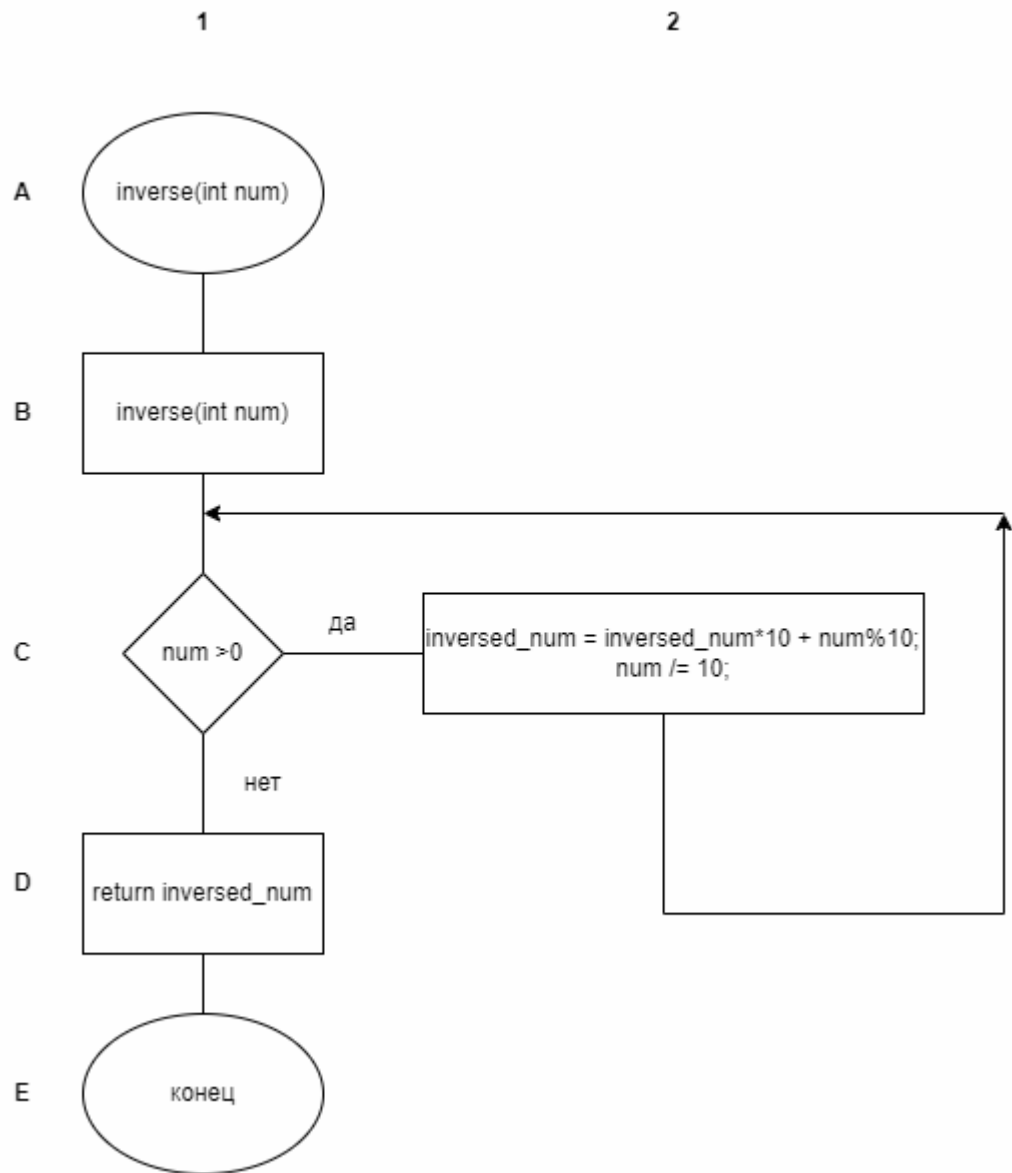 1
2
A
inverse(int num)
B
inverse(int num)
C
num >0
да
inversed_num = inversed_num*10 + num%10;
num /= 10;
нет
D
return inversed_num
E
конец